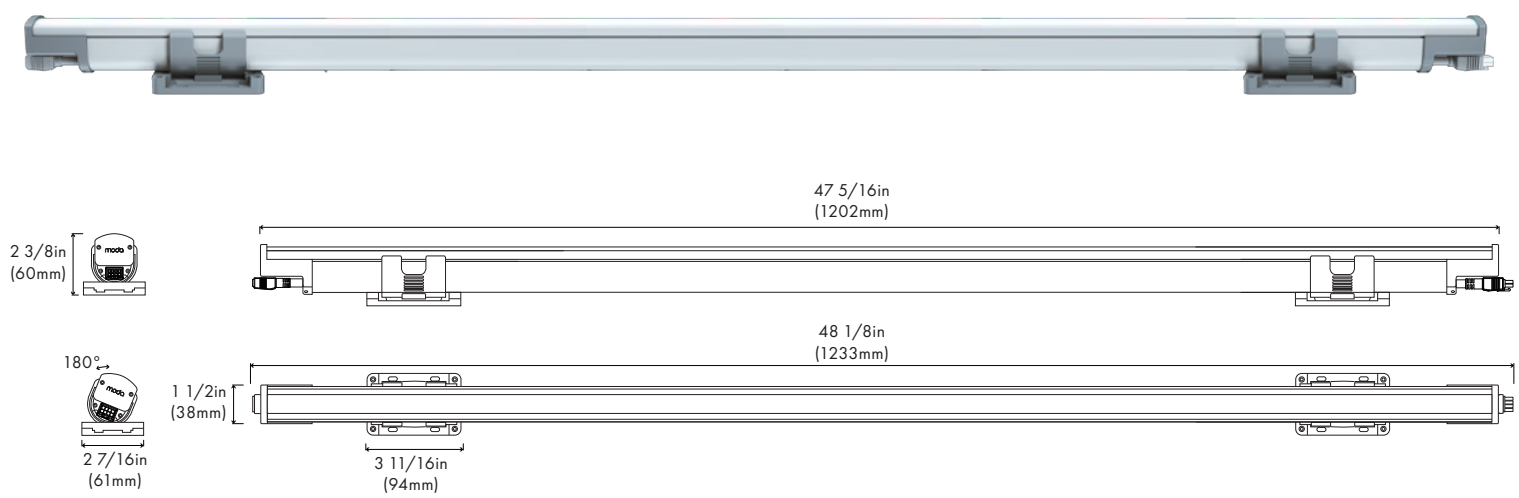 47 5/16in
(1202mm)
2 3/8in
(60mm)
moda
48 1/8in
(1233mm)
180°
moda
1 1/2in
(38mm)
2 7/16in
(61mm)
3 11/16in
(94mm)